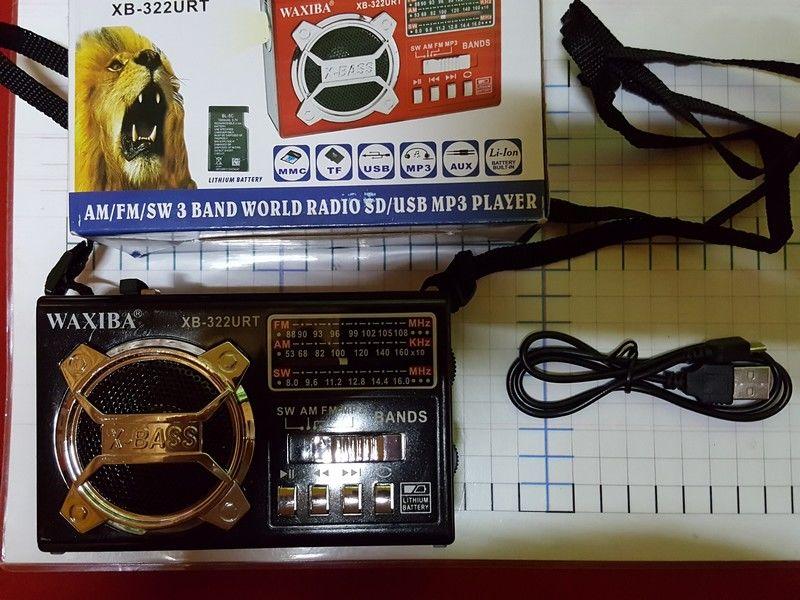 XB-322URT
WAXIBA® XB-322URT
X-BASS
SW AM FM MP3 BANDS
BL-5C
LITHIUM BATTERY
MMC TF USB MP3 AUX Li-Ion BATTERY BUILT-IN
AM/FM/SW 3 BAND WORLD RADIO SD/USB MP3 PLAYER
WAXIBA® XB-322URT
FM MHz
88 90 93 96 99 102 105 108
AM KHz
53 68 82 100 120 140 160 x10
SW MHz
8.0 9.6 11.2 12.8 14.4 16.0
X-BASS
SW AM FM BANDS
LITHIUM
BATTERY